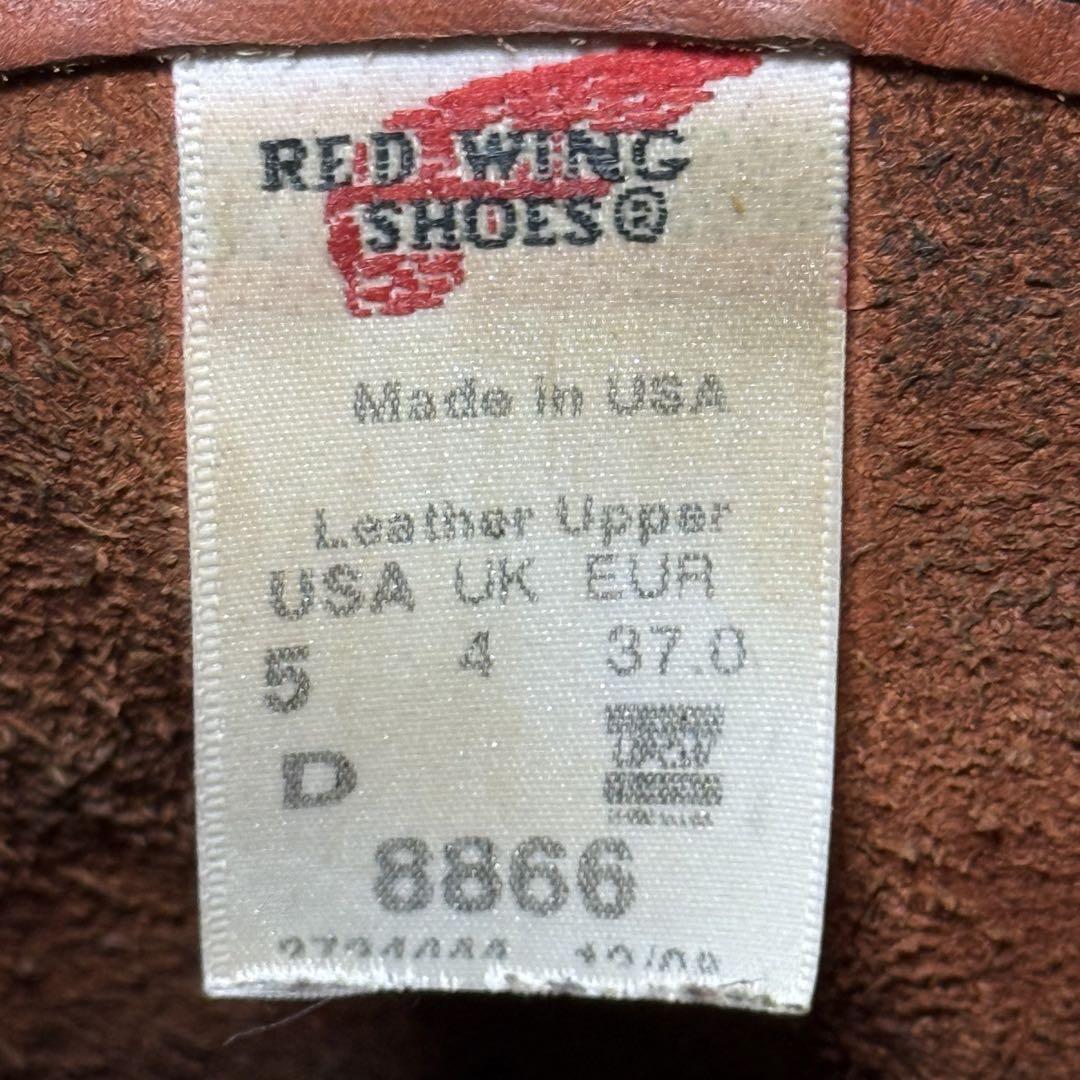 RED WING
SHOES®
Made in USA
Leather Upper
USA UK EUR
5 4 37.0
D
8866